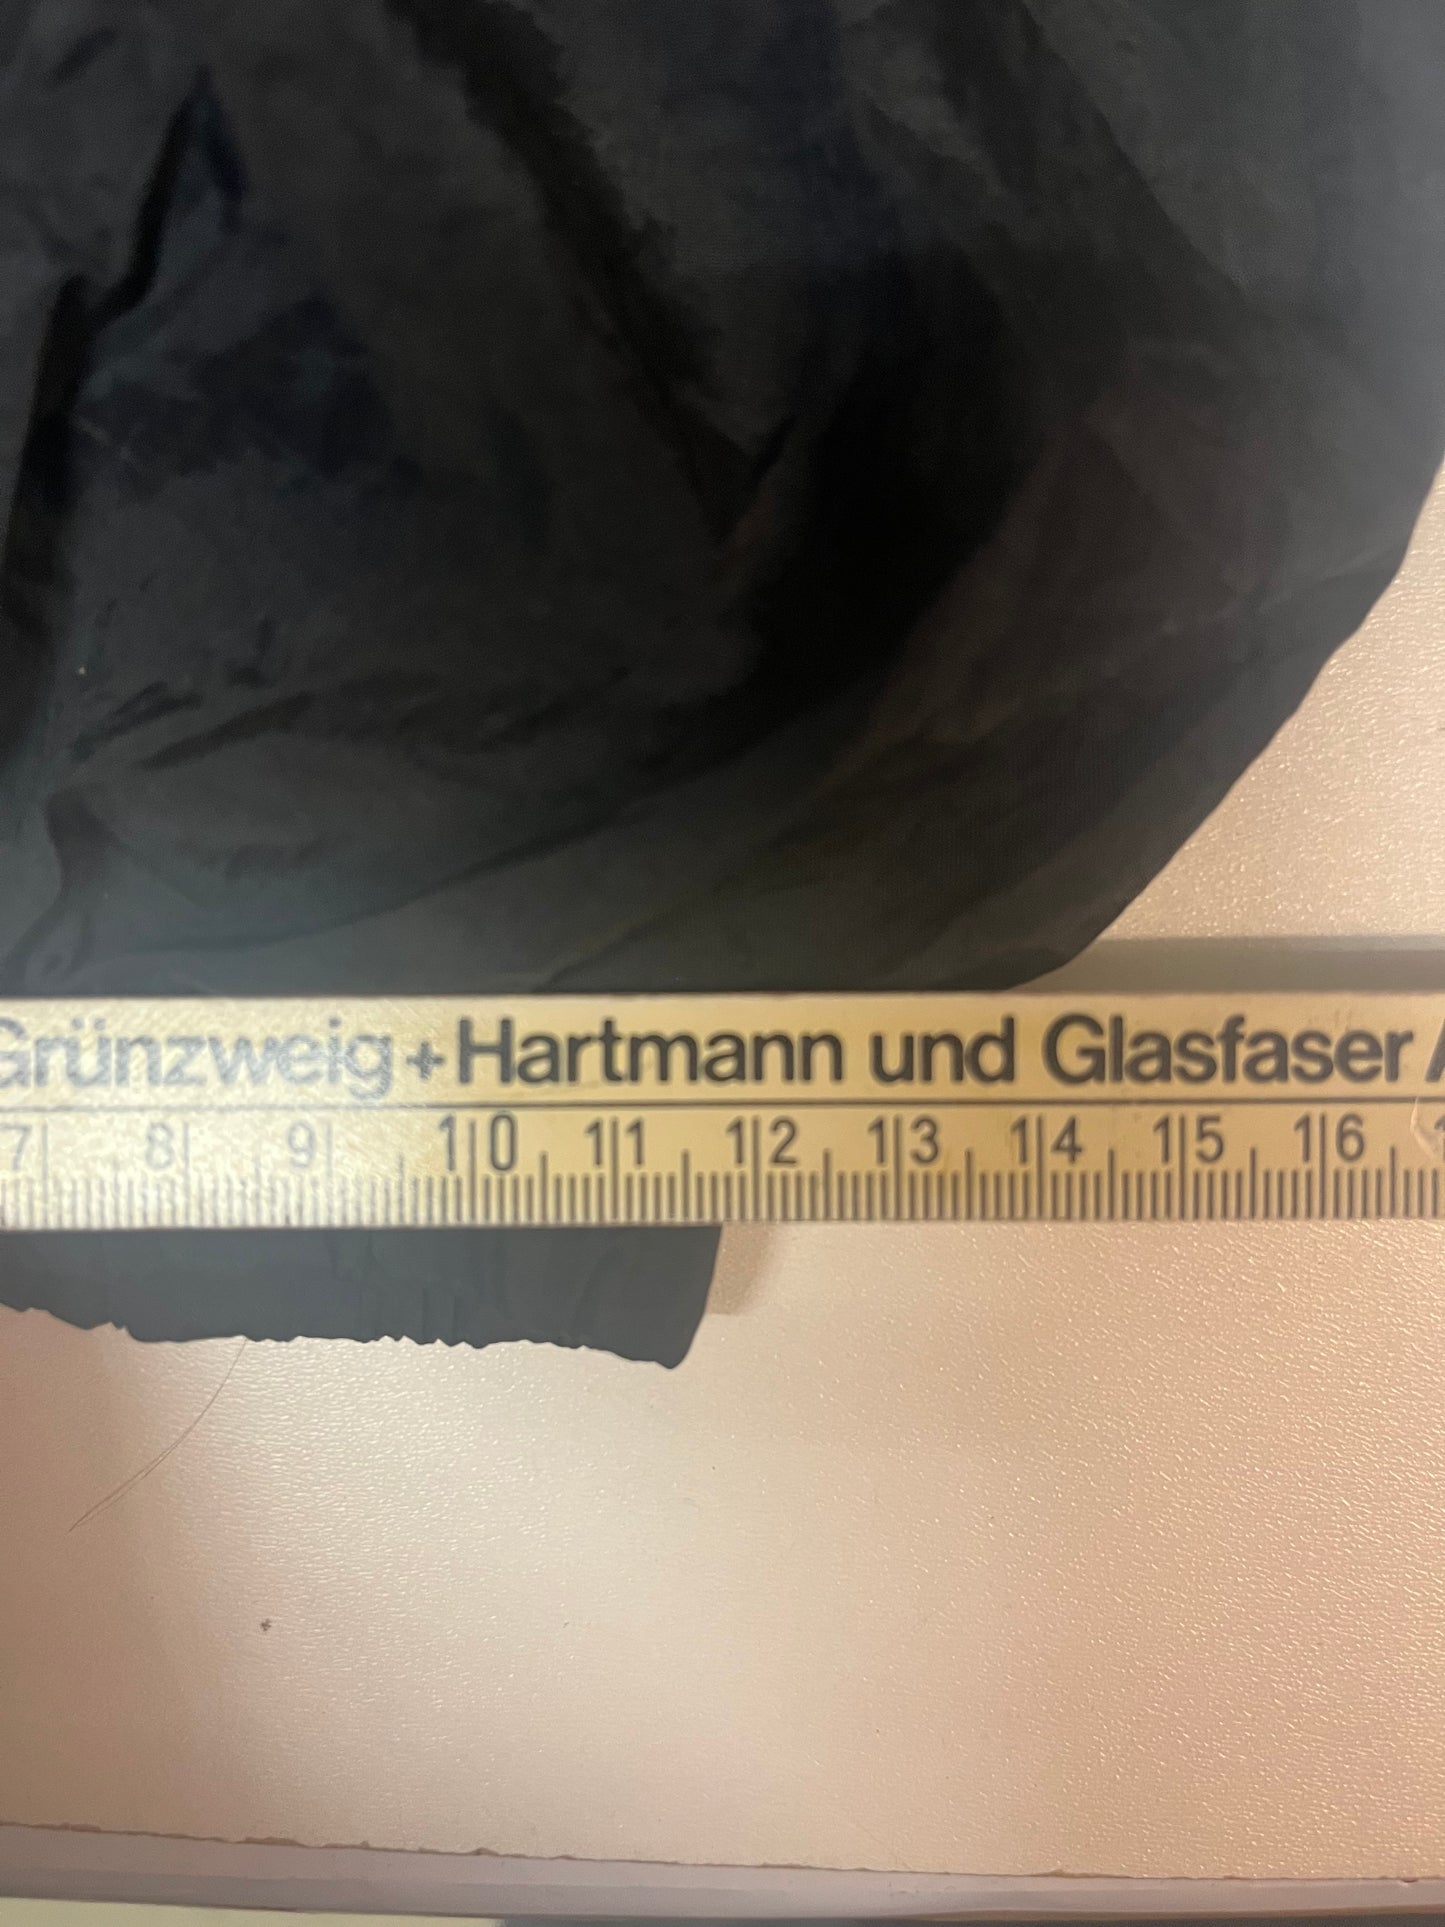 Grünzweig+Hartmann und Glasfaser A
7 8 9 10 11 12 13 14 15 16